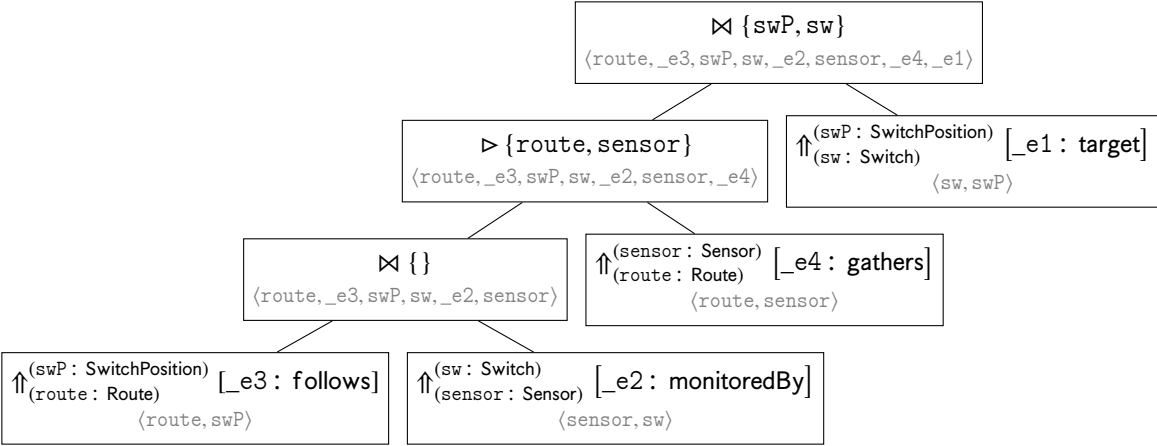 ⋈ {swP, sw}
⟨route, _e3, swP, sw, _e2, sensor, _e4, _e1⟩
▷ {route, sensor}
⟨route, _e3, swP, sw, _e2, sensor, _e4⟩
⇑(swP: SwitchPosition)(sw: Switch) [_e1: target]
⟨sw, swP⟩
⋈ {}
⟨route, _e3, swP, sw, _e2, sensor⟩
⇑(sensor: Sensor)(route: Route) [_e4: gathers]
⟨route, sensor⟩
⇑(swP: SwitchPosition)(route: Route) [_e3: follows]
⟨route, swP⟩
⇑(sw: Switch)(sensor: Sensor) [_e2: monitoredBy]
⟨sensor, sw⟩